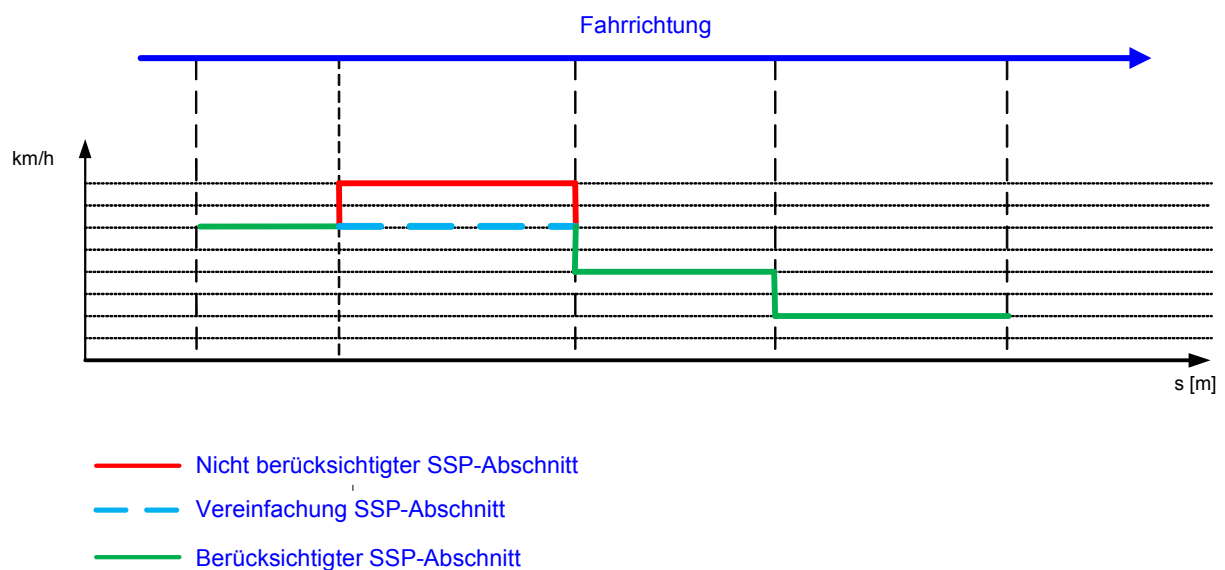 Fahrrichtung
km/h
s [m]
Nicht berücksichtigter SSP-Abschnitt
Vereinfachung SSP-Abschnitt
Berücksichtigter SSP-Abschnitt